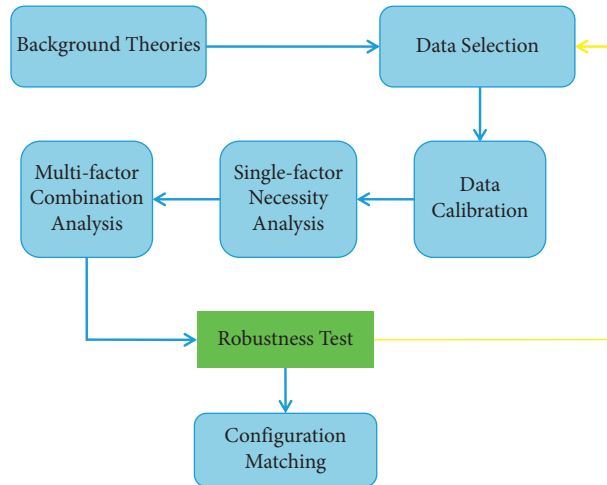 Background Theories
Data Selection
Multi-factor
Combination
Analysis
Single-factor
Necessity
Analysis
Data
Calibration
Robustness Test
Configuration
Matching